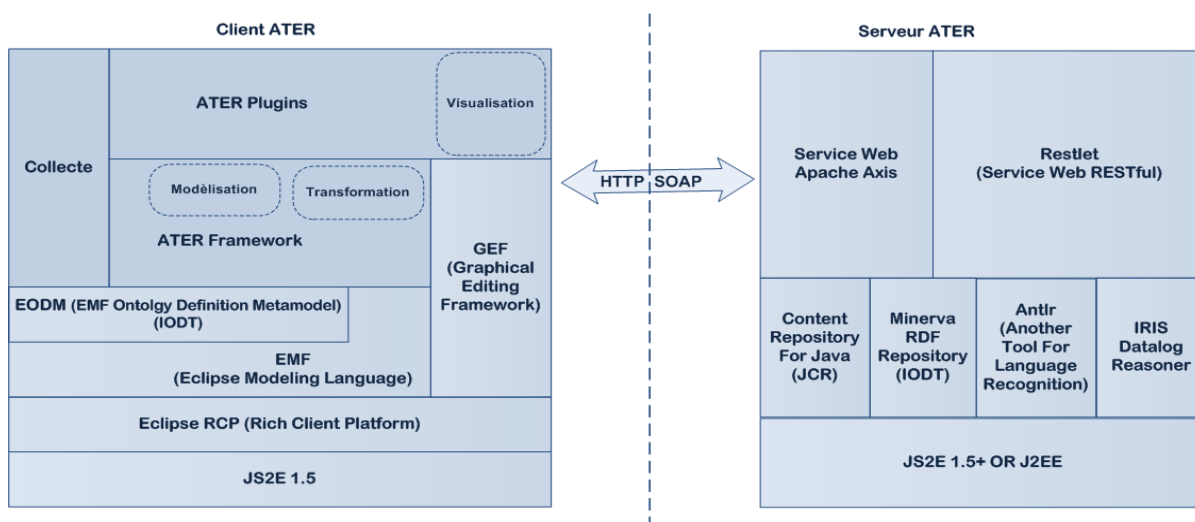 Client ATER
Serveur ATER
ATER Plugins
Visualisation
Collecte
Modèlisation
Transformation
ATER Framework
GEF
(Graphical
Editing
Framework)
EODM (EMF Ontolgy Definition Metamodel)
(IODT)
EMF
(Eclipse Modeling Language)
Eclipse RCP (Rich Client Platform)
JS2E 1.5
HTTP SOAP
Service Web
Apache Axis
Restlet
(Service Web RESTful)
Content
Repository
For Java
(JCR)
Minerva
RDF
Repository
(IODT)
Antlr
(Another
Tool For
Language
Recognition)
IRIS
Datalog
Reasoner
JS2E 1.5+ OR J2EE